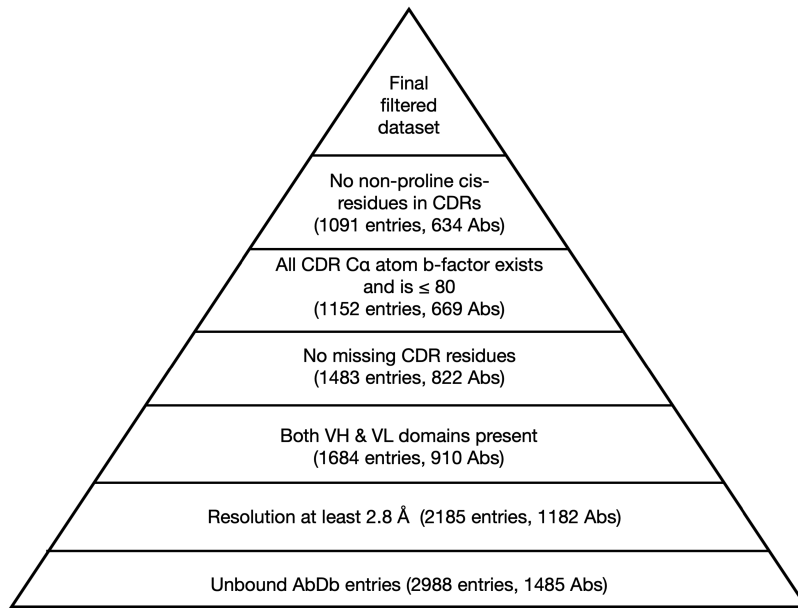 Final
filtered
dataset
No non-proline cis-
residues in CDRs
(1091 entries, 634 Abs)
All CDR Cα atom b-factor exists
and is ≤ 80
(1152 entries, 669 Abs)
No missing CDR residues
(1483 entries, 822 Abs)
Both VH & VL domains present
(1684 entries, 910 Abs)
Resolution at least 2.8 Å (2185 entries, 1182 Abs)
Unbound AbDb entries (2988 entries, 1485 Abs)